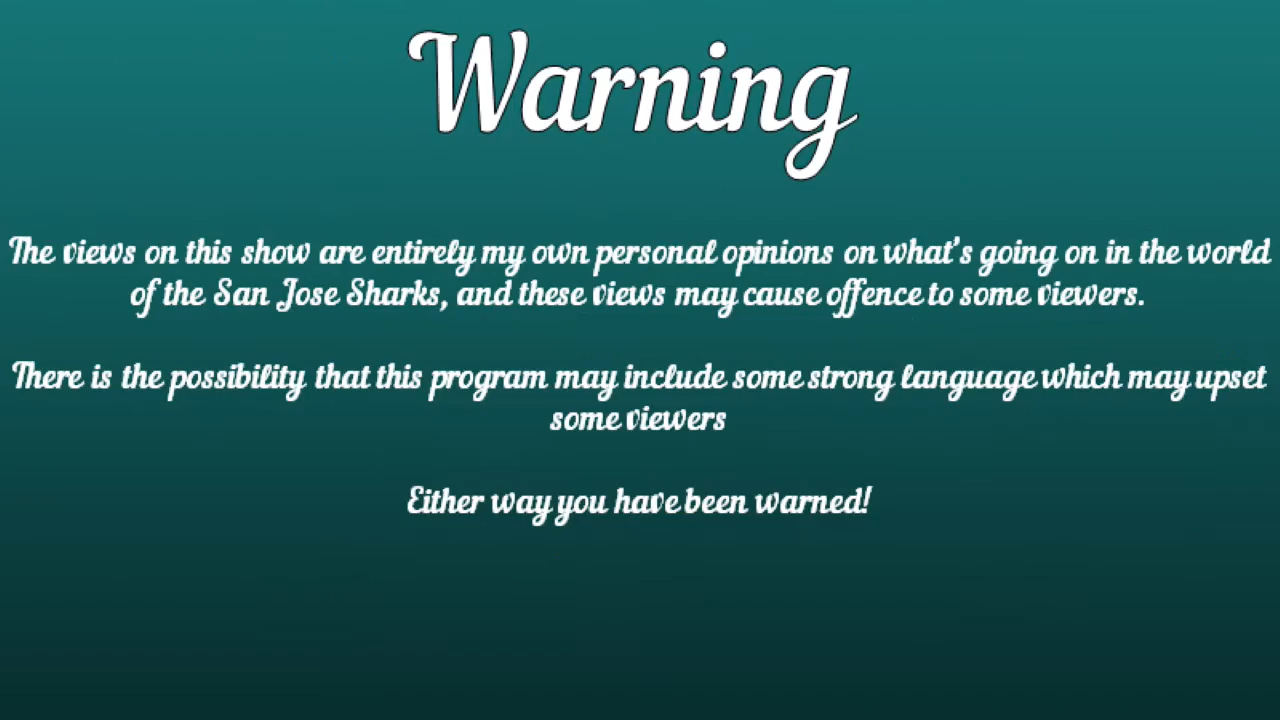 Warning
The views on this show are entirely my own personal opinions on what's going on in the world
of the San Jose Sharks, and these views may cause offence to some viewers.
There is the possibility that this program may include some strong language which may upset
some viewers
Either way you have been warned!